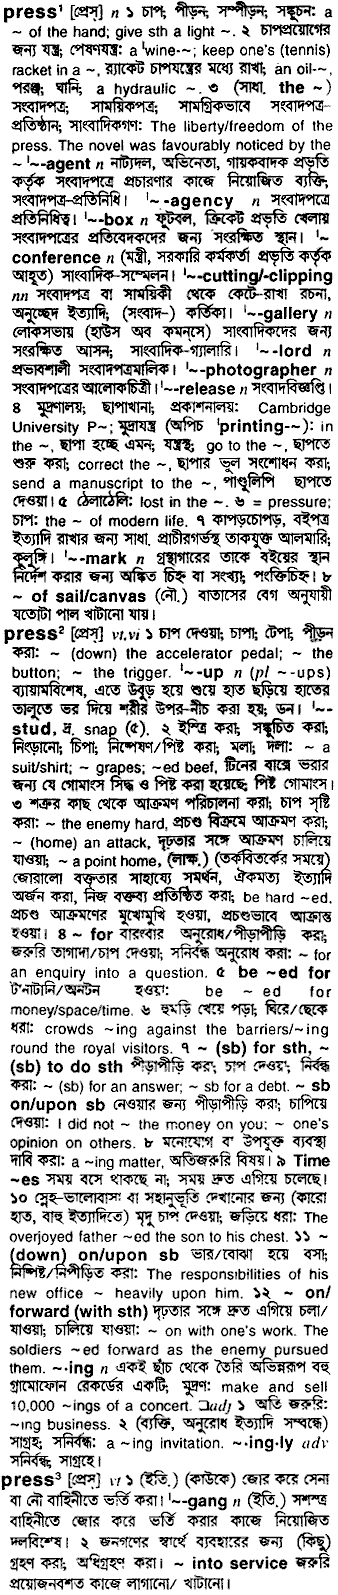 press¹ [প্রেস্] n ১ চাপ; পীড়ন; সম্পীড়ন; সঙ্কুচন: a
~ of the hand; give sth a light ~. ২ চাপপ্রয়োগের
জন্য যন্ত্র; পেষণযন্ত্র: a ˈwine-~; keep one's (tennis)
racket in a ~, র‍্যাকেট চাপযন্ত্রের মধ্যে রাখা; an oil-~,
পরঞ্জ; ঘানি; a hydraulic ~. ৩ (সাধা. the ~)
সংবাদপত্র; সাময়িকপত্র; সামগ্রিকভাবে সংবাদপত্র-
প্রতিষ্ঠান; সাংবাদিকগণ: The liberty/freedom of the
press. The novel was favourably noticed by the
~ ˈ~-agent n নাট্যদল, অভিনেতা, গায়কবাদক প্রভৃতি
কর্তৃক সংবাদপত্রে প্রচারণার কাজে নিয়োজিত ব্যক্তি;
সংবাদপত্র-প্রতিনিধি। ˈ~-agency n সংবাদপত্রে
প্রতিনিধিত্ব। ˈ~-box n ফুটবল, ক্রিকেট প্রভৃতি খেলায়
সংবাদপত্রের প্রতিবেদকদের জন্য সংরক্ষিত স্থান। ˈ~
conference n (মন্ত্রী, সরকারি কর্মকর্তা প্রভৃতি কর্তৃক
আহূত) সাংবাদিক-সম্মেলন। ˈ~-cutting/-clipping
nn সংবাদপত্র বা সাময়িকী থেকে কেটে-রাখা রচনা,
অনুচ্ছেদ ইত্যাদি, (সংবাদ-) কর্তিকা। ˈ~-gallery n
লোকসভায় (হাউস অব কমন্‌সে) সাংবাদিকদের জন্য
সংরক্ষিত আসন; সাংবাদিক-গ্যালারি। ˈ~-lord n
প্রভাবশালী সংবাদপত্রমালিক। ˈ~-photographer n
সংবাদপত্রের আলোকচিত্রী। ˈ~-release n সংবাদবিজ্ঞপ্তি।
৪ মুদ্রণালয়; ছাপাখানা; প্রকাশনালয়: Cambridge
University P~; মুদ্রাযন্ত্র (অপিচ ˈprinting-~): in
the ~, ছাপা হচ্ছে এমন; যন্ত্রস্থ; go to the ~, ছাপতে
শুরু করা; correct the ~, ছাপার ভুল সংশোধন করা;
send a manuscript to the ~, পাণ্ডুলিপি ছাপতে
দেওয়া। ৫ ঠেলাঠেলি: lost in the ~. ৬ = pressure;
চাপ: the ~ of modern life. ৭ কাপড়চোপড়, বইপত্র
ইত্যাদি রাখার জন্য সাধা. প্রাচীরগর্ভস্থ তাকযুক্ত আলমারি;
কুলুঙ্গি। ˈ~-mark n গ্রন্থাগারের তাকে বইয়ের স্থান
নির্দেশ করার জন্য অঙ্কিত চিহ্ন বা সংখ্যা; পংক্তিচিহ্ন। ৮
~ of sail/canvas (নৌ.) বাতাসের বেগ অনুযায়ী
যতোটা পাল খাটানো যায়।
press² [প্রেস্] vt,vi ১ চাপ দেওয়া; চাপা; টেপা; পীড়ন
করা: ~ (down) the accelerator pedal; ~ the
button; ~ the trigger. ˈ~-up n (pl ~-ups)
ব্যায়ামবিশেষ, এতে উবুড় হয়ে শুয়ে হাত ছড়িয়ে হাতের
তালুতে ভর দিয়ে শরীর উপর-নীচ করা হয়; ডন। ˈ~-
stud, দ্র. snap (৫). ২ ইস্ত্রি করা; সঙ্কুচিত করা;
নিংড়ানো; চিপা; নিষ্পেষণ/পিষ্ট করা; মলা; দলা: ~ a
suit/shirt; ~ grapes; ~ed beef, টিনের বাক্সে ভরার
জন্য যে গোমাংস সিদ্ধ ও পিষ্ট করা হয়েছে; পিষ্ট গোমাংস।
৩ শত্রুর কাছ থেকে আক্রমণ পরিচালনা করা; চাপ সৃষ্টি
করা: ~ the enemy hard, প্রচণ্ড বিক্রমে আক্রমণ করা;
~ (home) an attack, দৃঢ়তার সঙ্গে আক্রমণ চালিয়ে
যাওয়া; ~ a point home, (লাক্ষ.) (তর্কবিতর্কের সময়ে)
জোরালো বক্তৃতার সাহায্যে সমর্থন, ঐকমত্য ইত্যাদি
অর্জন করা, নিজ বক্তব্য প্রতিষ্ঠিত করা; be hard ~ed.
প্রচণ্ড আক্রমণের মুখোমুখি হওয়া, প্রচণ্ডভাবে আক্রান্ত
হওয়া। ৪ ~ for বারংবার অনুরোধ/পীড়াপীড়ি করা;
জরুরি তাগাদা/চাপ দেওয়া; সনির্বন্ধ অনুরোধ করা: ~ for
an enquiry into a question. ৫ be ~ed for
টানাটানি/অনটন হওয়া: be ~ ed for
money/space/time. ৬ হুমড়ি খেয়ে পড়া; ঘিরে/ছেকে
ধরা: crowds ~ing against the barriers/~ing
round the royal visitors. ৭ ~ (sb) for sth, ~
(sb) to do sth পীড়াপীড়ি করা; চাপ দেওয়া; নির্বন্ধ
করা: ~ (sb) for an answer; ~ sb for a debt. ~ sb
on/upon sb নেওয়ার জন্য পীড়াপীড়ি করা; চাপিয়ে
দেওয়া: I did not ~ the money on you; ~ one's
opinion on others. ৮ মনোযোগ বা উপযুক্ত ব্যবস্থা
দাবি করা: a ~ing matter, অতিজরুরি বিষয়। ৯ Time
~es সময় বসে থাকছে না; সময় দ্রুত এগিয়ে চলেছে।
১০ স্নেহ-ভালোবাসা বা সহানুভূতি দেখানোর জন্য (কারো
হাত, বাহু ইত্যাদিতে) মৃদু চাপ দেওয়া; জড়িয়ে ধরা: The
overjoyed father ~ed the son to his chest. ১১ ~
(down) on/upon sb ভার/বোঝা হয়ে বসা;
নিষ্পিষ্ট/নিপীড়িত করা: The responsibilities of his
new office ~ heavily upon him. ১২ ~ on/
forward (with sth) দৃঢ়তার সঙ্গে দ্রুত এগিয়ে চলা/
যাওয়া; চালিয়ে যাওয়া: ~ on with one's work. The
soldiers ~ed forward as the enemy pursued
them. ~·ing n একই ছাঁচ থেকে তৈরি অভিন্নরূপ বহু
গ্রামোফোন রেকর্ডের একটি; মুদ্রণ: make and sell
10,000 ~ings of a concert. □adj ১ অতি জরুরি:
~ing business. ২ (ব্যক্তি, অনুরোধ ইত্যাদি সম্বন্ধে)
সাগ্রহ; সনির্বন্ধ: a ~ing invitation. ~·ing·ly adv
সনির্বন্ধ, সাগ্রহে।
press³ [প্রেস্] vt ১ (ইতি.) (কাউকে) জোর করে সেনা
বা নৌ বাহিনীতে ভর্তি করা। ˈ~-gang n (ইতি.) সশস্ত্র
বাহিনীতে জোর করে ভর্তি করার কাজে নিয়োজিত
দলবিশেষ। ২ জনগণের স্বার্থে ব্যবহারের জন্য (কিছু)
গ্রহণ করা; অধিগ্রহণ করা। ~ into service জরুরি
প্রয়োজনবশত কাজে লাগানো/ খাটানো।